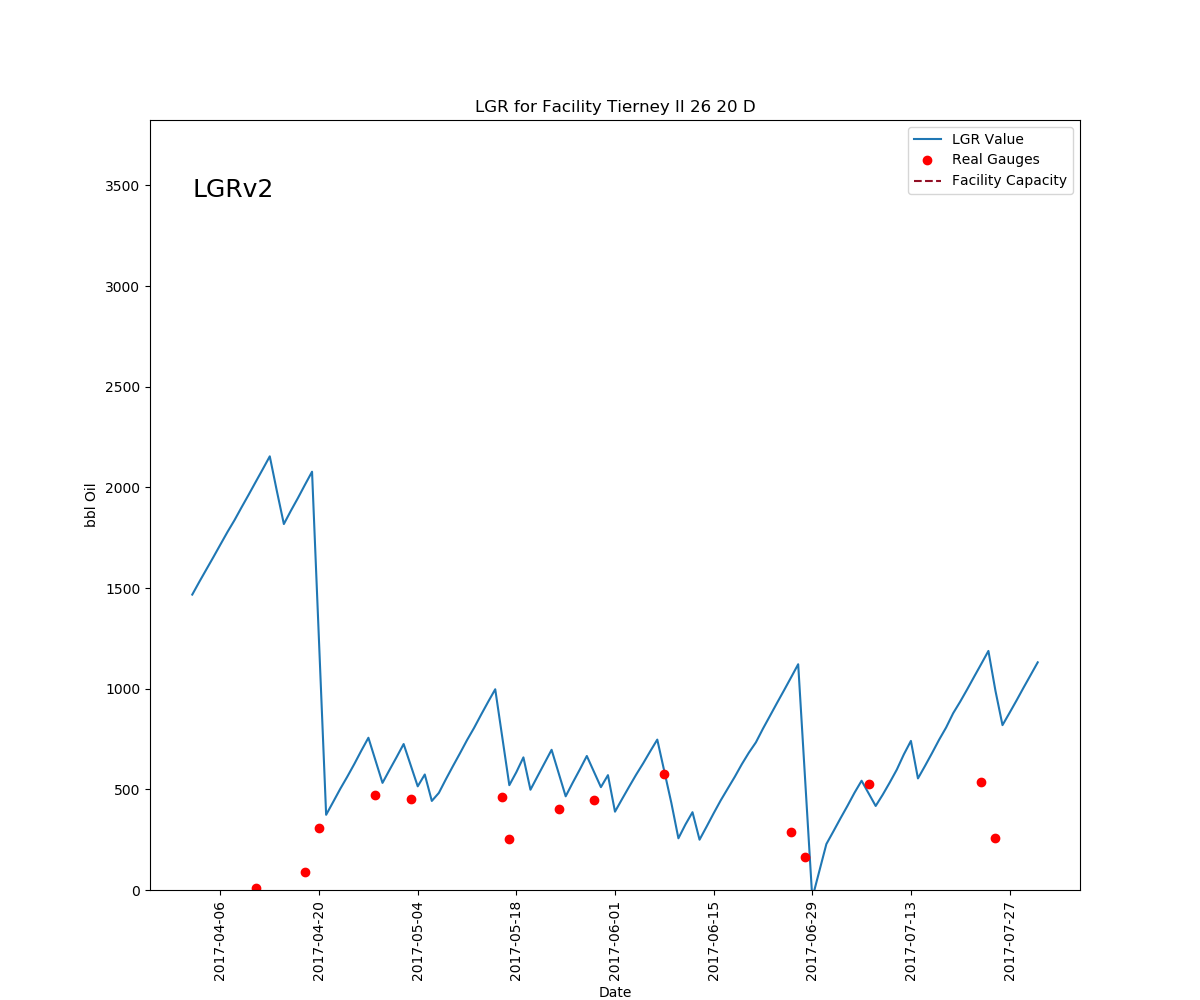 LGR for Facility Tierney II 26 20 D
LGRv2
LGR Value
Real Gauges
Facility Capacity
3500
3000
2500
2000
1500
1000
500
0
bbl Oil
2017-04-06
2017-04-20
2017-05-04
2017-05-18
2017-06-01
2017-06-15
2017-06-29
2017-07-13
2017-07-27
Date